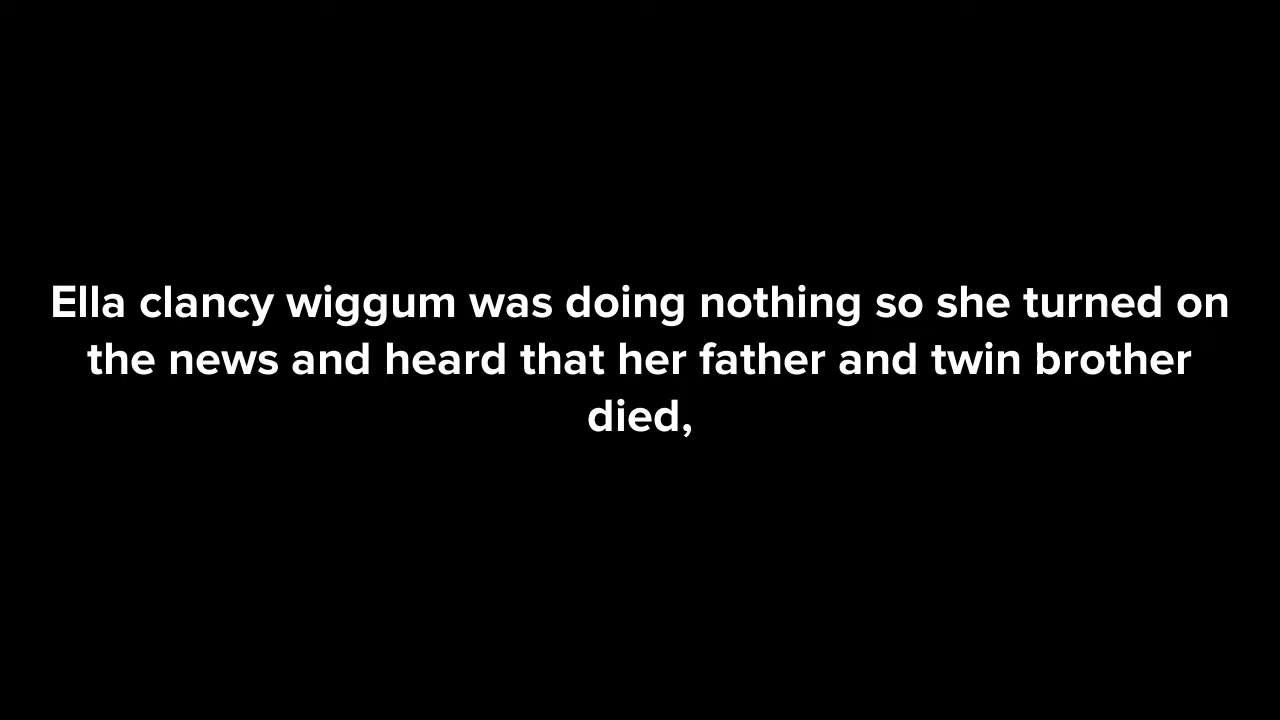 Ella clancy wiggum was doing nothing so she turned on
the news and heard that her father and twin brother
died,